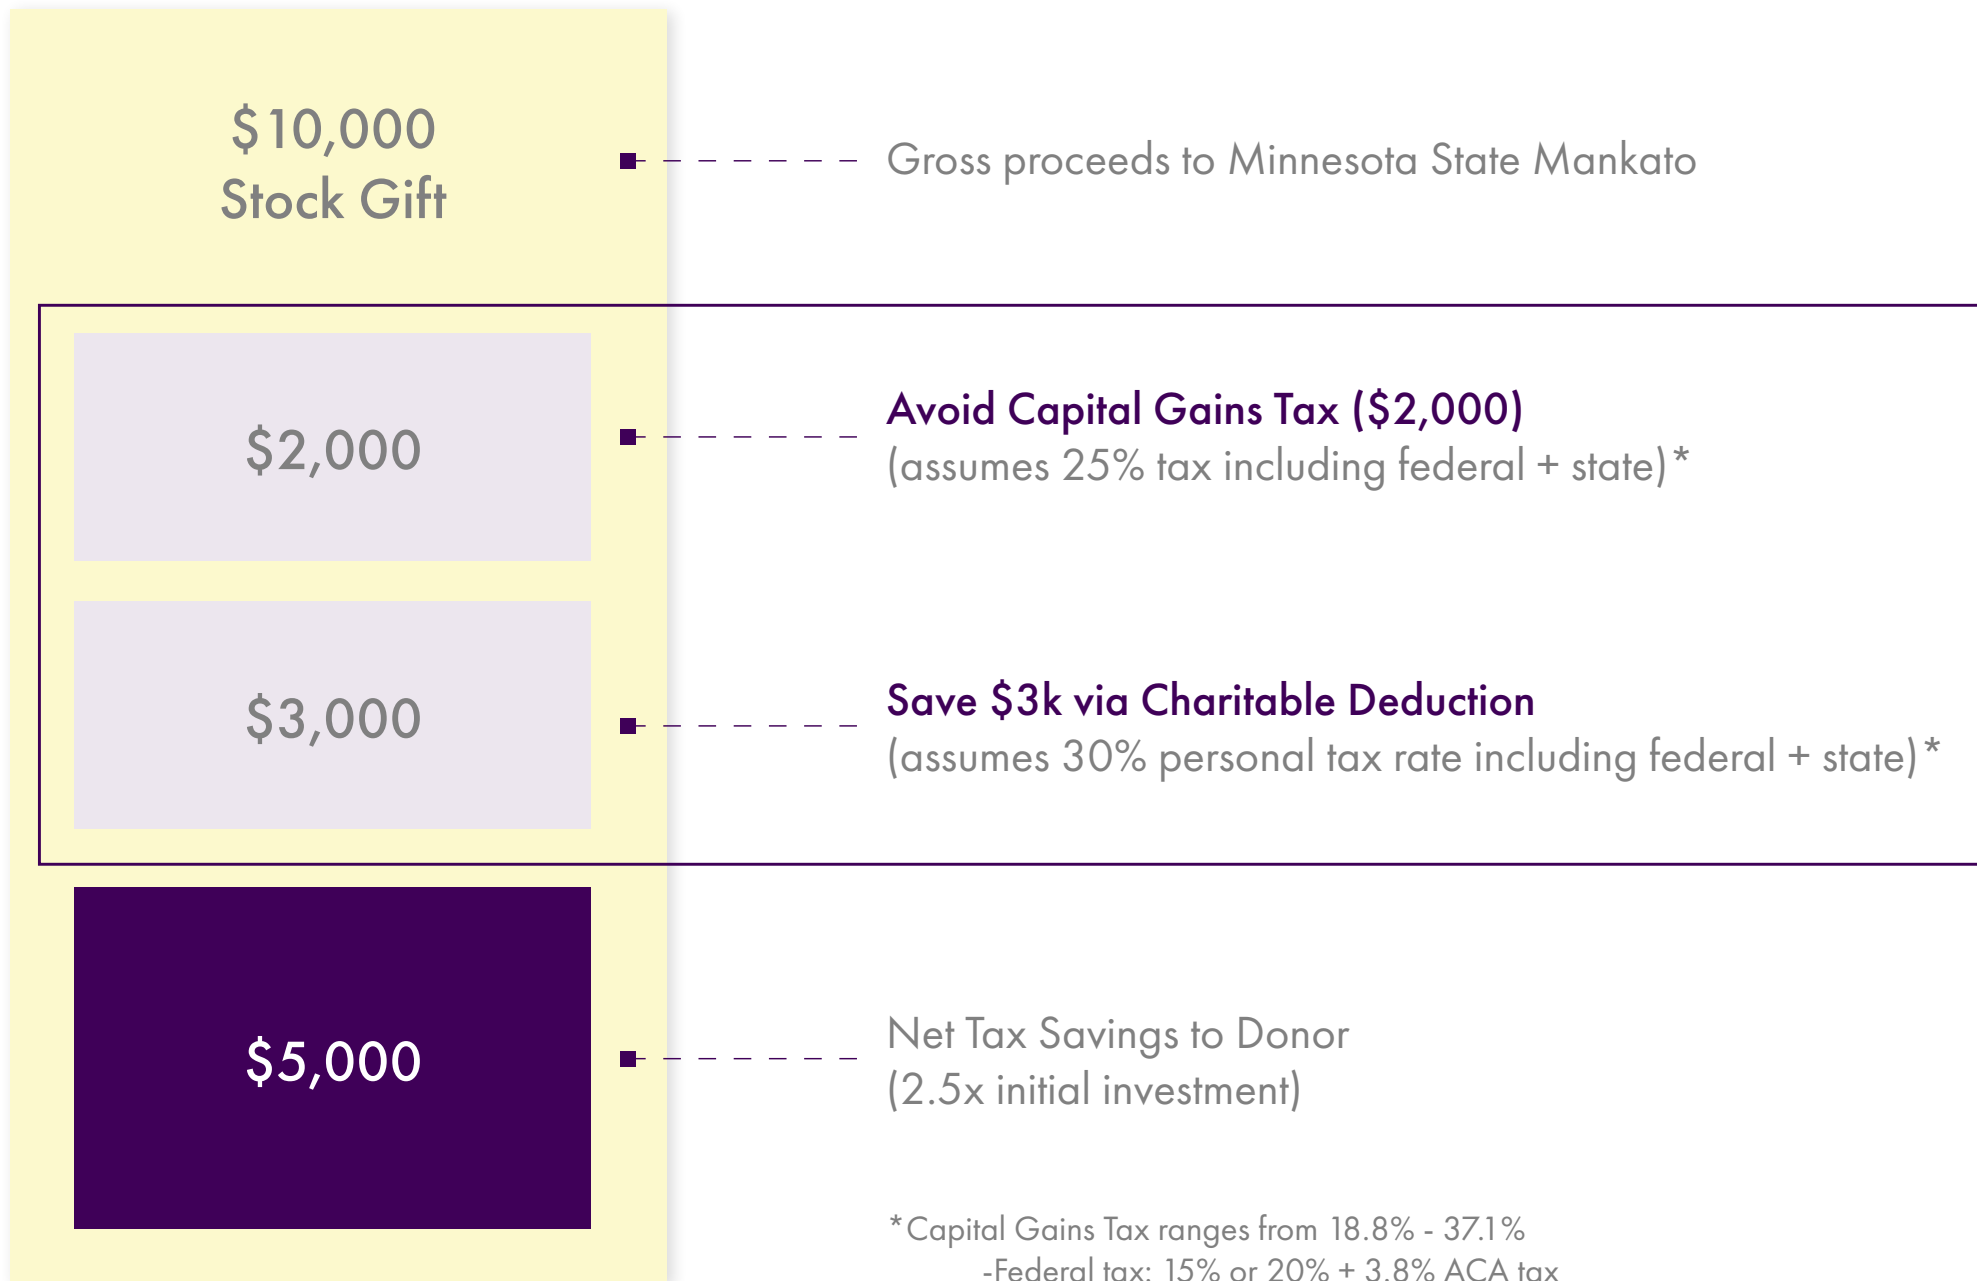 $10,000
Stock Gift
Gross proceeds to Minnesota State Mankato
$2,000
Avoid Capital Gains Tax ($2,000)
(assumes 25% tax including federal + state)*
$3,000
Save $3k via Charitable Deduction
(assumes 30% personal tax rate including federal + state)*
$5,000
Net Tax Savings to Donor
(2.5x initial investment)
*Capital Gains Tax ranges from 18.8% - 37.1%
-Federal tax: 15% or 20% + 3.8% ACA tax